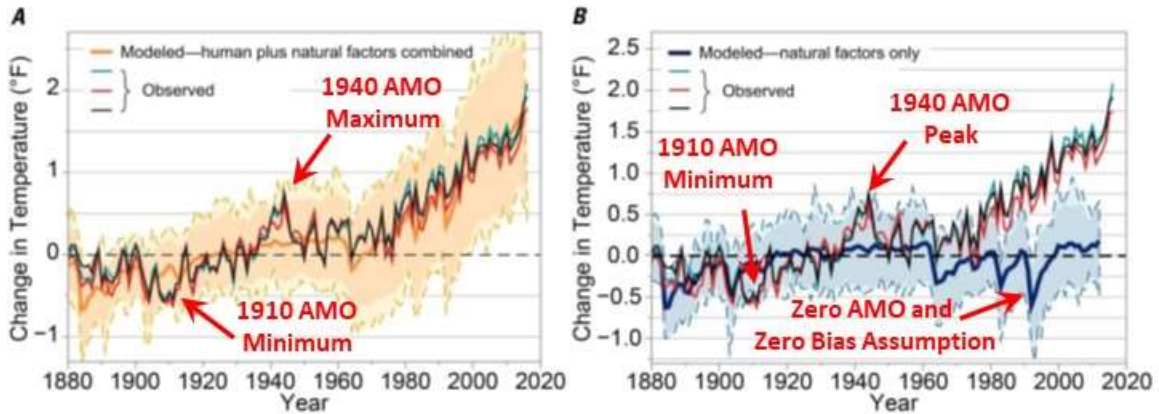 A
Modeled—human plus natural factors combined
Observed
1940 AMO
Maximum
1910 AMO
Minimum
Change in Temperature (°F)
2
1
0
−1
1880 1900 1920 1940 1960 1980 2000 2020
Year
B
Modeled—natural factors only
Observed
1940 AMO
Peak
1910 AMO
Minimum
Zero AMO and
Zero Bias Assumption
Change in Temperature (°F)
2.5
2.0
1.5
1.0
0.5
0.0
-0.5
-1.0
1880 1900 1920 1940 1960 1980 2000 2020
Year